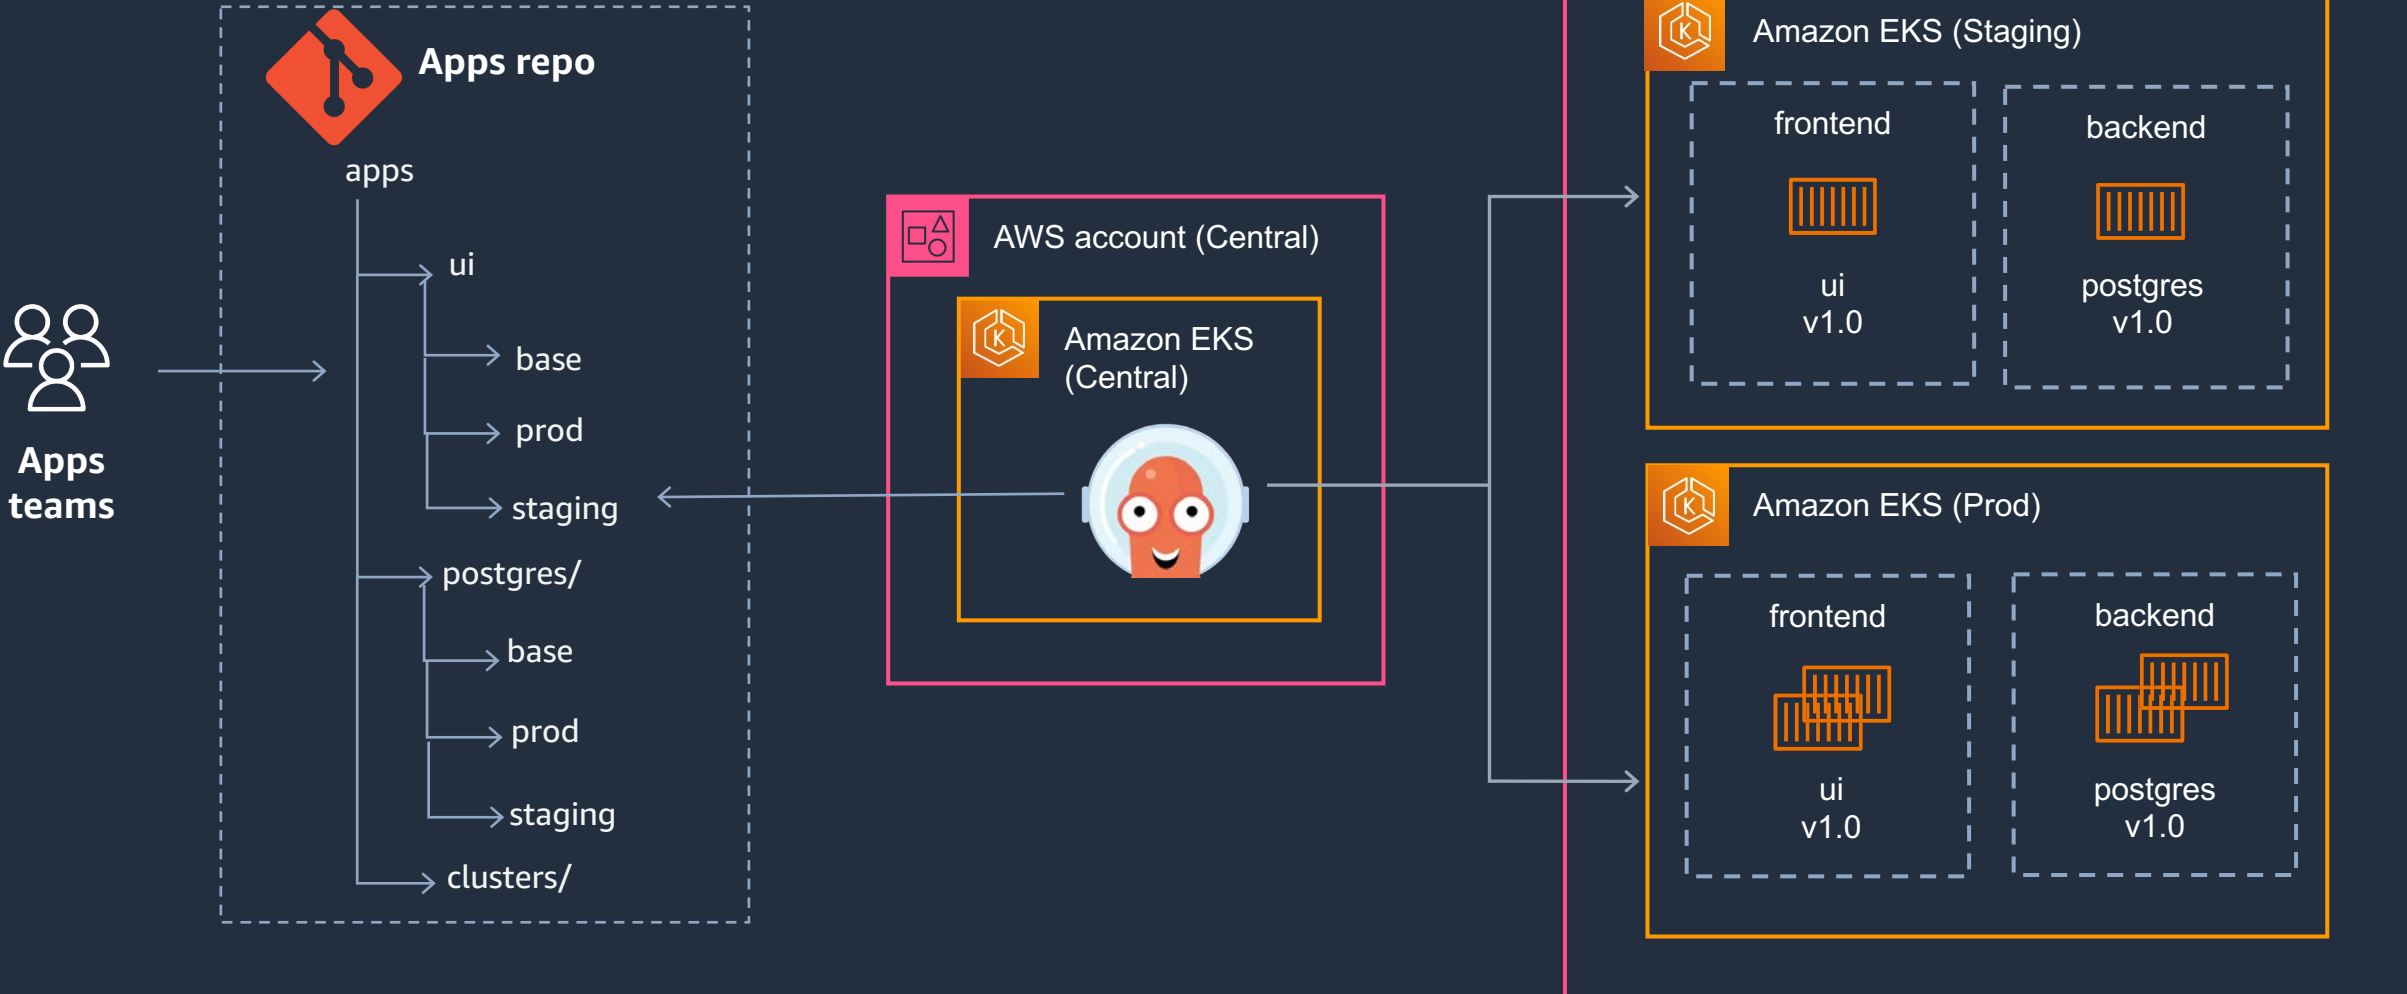 Apps repo
apps
ui
base
prod
staging
postgres/
base
prod
staging
clusters/
Apps
teams
AWS account (Central)
Amazon EKS
(Central)
Amazon EKS (Staging)
frontend
ui
v1.0
backend
postgres
v1.0
Amazon EKS (Prod)
frontend
ui
v1.0
backend
postgres
v1.0